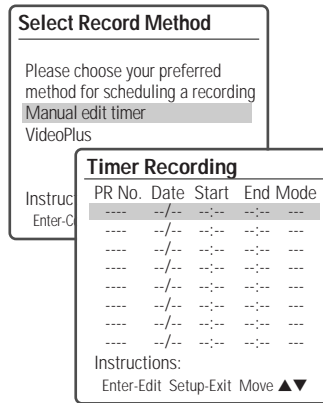 Select Record Method
Please choose your preferred
method for scheduling a recording
Manual edit timer
VideoPlus
Instruc
Enter-C
Timer Recording
PR No. Date Start End Mode
---- --/-- --:-- --:-- ---
---- --/-- --:-- --:-- ---
---- --/-- --:-- --:-- ---
---- --/-- --:-- --:-- ---
---- --/-- --:-- --:-- ---
---- --/-- --:-- --:-- ---
---- --/-- --:-- --:-- ---
---- --/-- --:-- --:-- ---
Instructions:
Enter-Edit Setup-Exit Move ▲▼